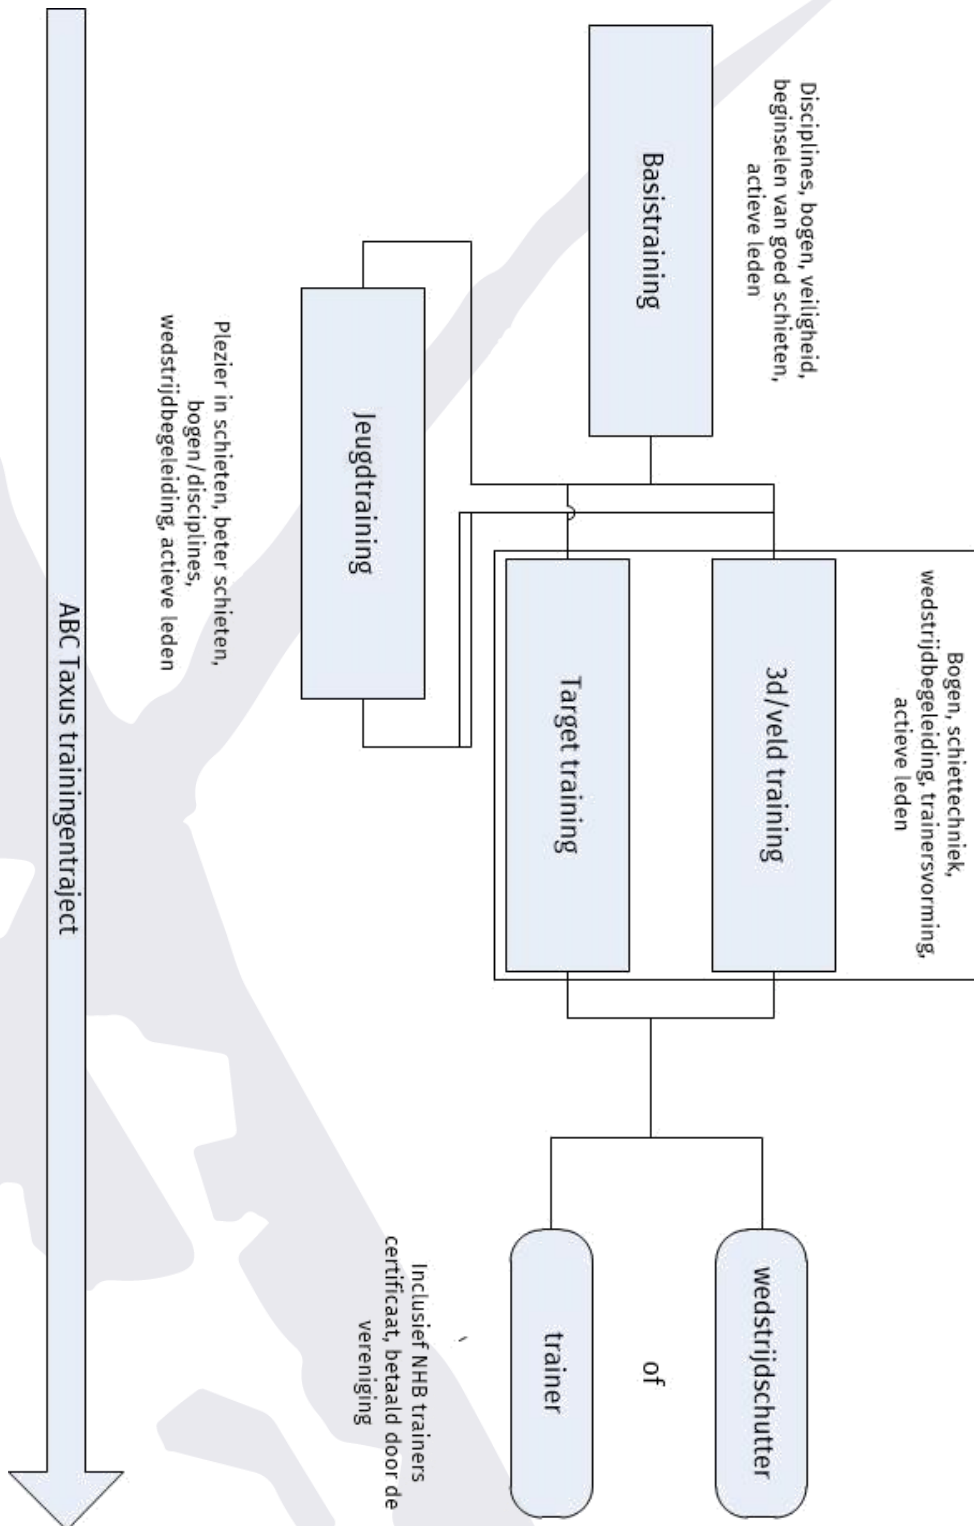 Disciplines, bogen, veiligheid,
beginselen van goed schieten,
actieve leden
Basistraining
Bogen, schiettechniek,
wedstrijdbegeleiding, trainersvorming,
actieve leden
3d/veld training
Target training
Jeugdtraining
Plezier in schieten, beter schieten,
bogen/disciplines,
wedstrijdbegeleiding, actieve leden
wedstrijdschutter
of
trainer
Inclusief NHB trainers
certificaat, betaald door de
vereniging
ABC Taxus trainingentraject